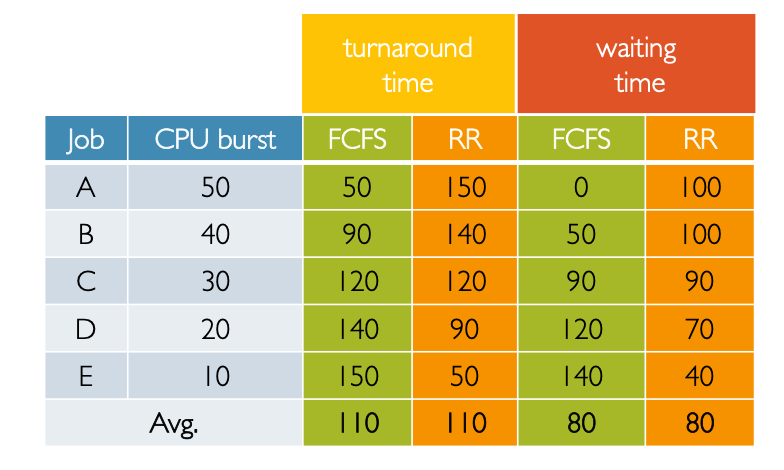 turnaround time waiting time
Job CPU burst FCFS RR FCFS RR
A 50 50 150 0 100
B 40 90 140 50 100
C 30 120 120 90 90
D 20 140 90 120 70
E 10 150 50 140 40
Avg. 110 110 80 80